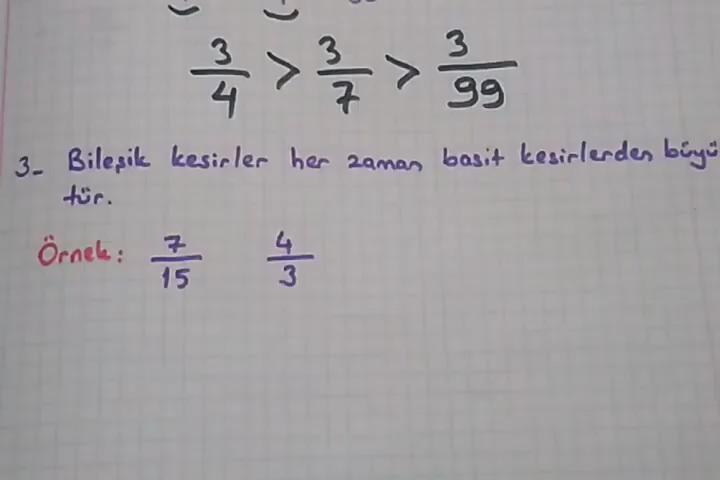 3/4 > 3/7 > 3/99
3- Bileşik kesirler her zaman basit kesirlerden büyü
tür.
Örnek: 7/15 4/3